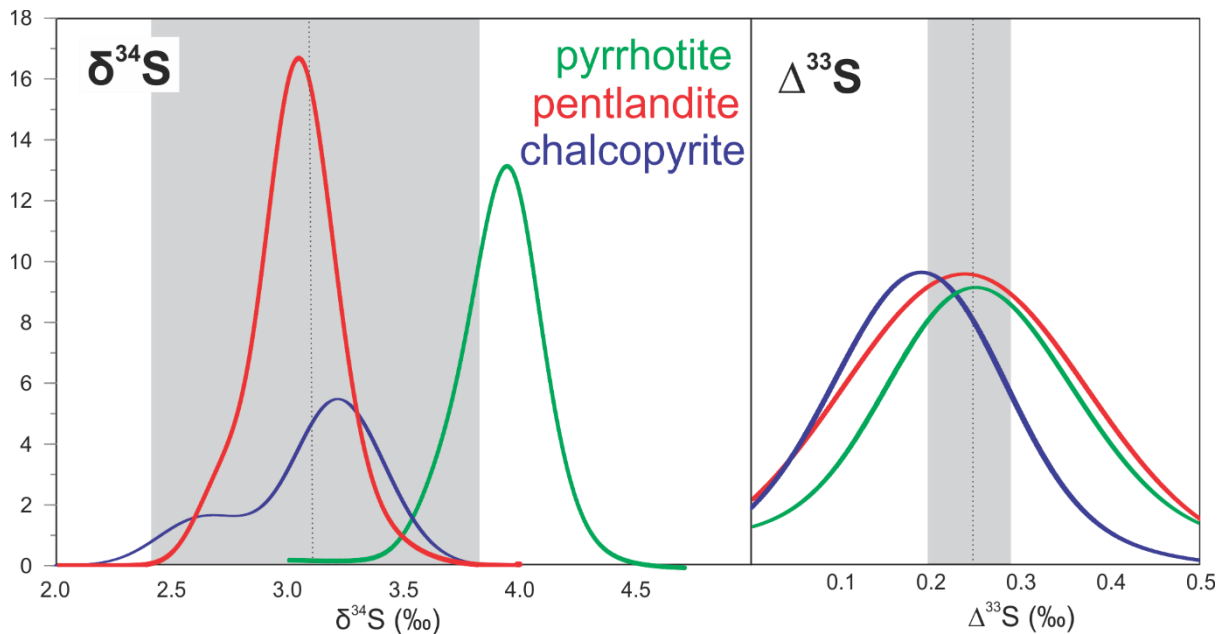 18
16
14
12
10
8
6
4
2
0
δ³⁴S
pyrrhotite
pentlandite
chalcopyrite
Δ³³S
2.0 2.5 3.0 3.5 4.0 4.5
0.1 0.2 0.3 0.4 0.5
δ³⁴S (‰)
Δ³³S (‰)